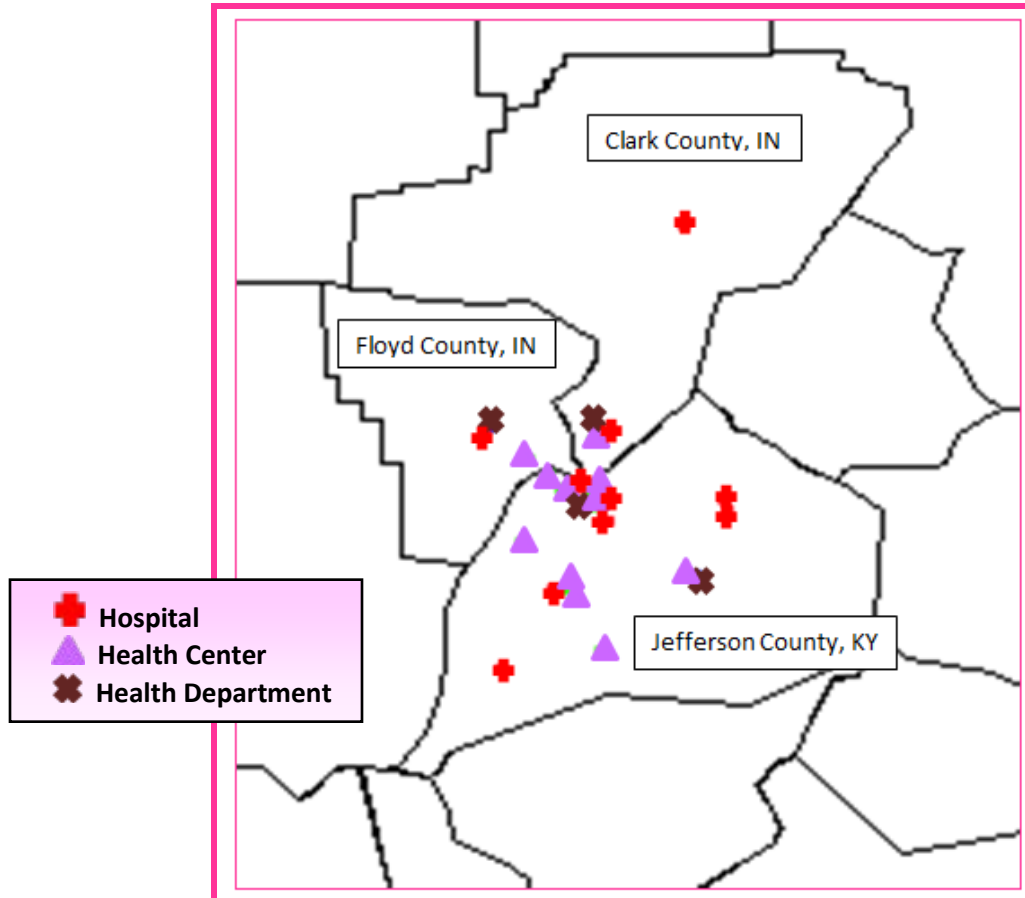 Clark County, IN
Floyd County, IN
Hospital
Health Center
Health Department
Jefferson County, KY